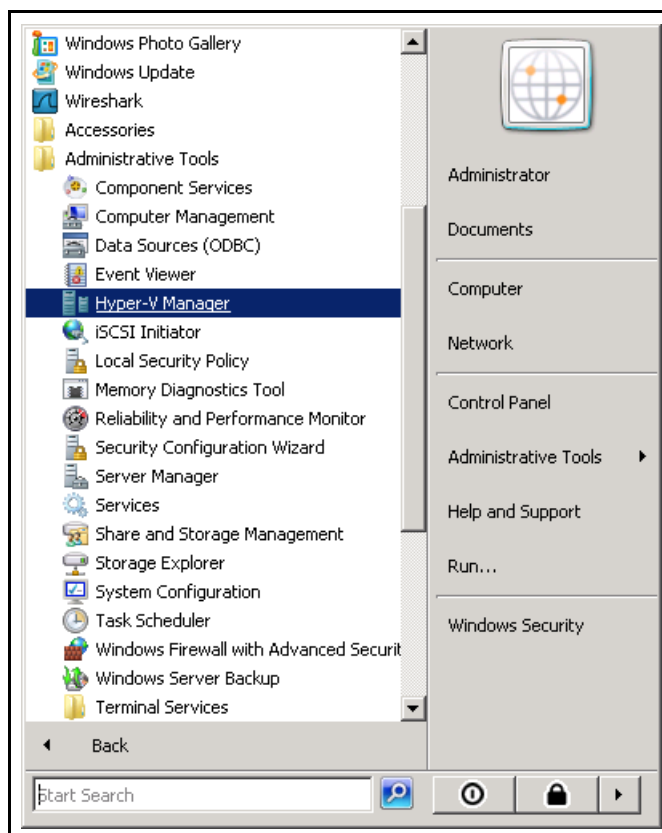 Windows Photo Gallery
Windows Update
Wireshark
Accessories
Administrative Tools
Component Services
Computer Management
Data Sources (ODBC)
Event Viewer
Hyper-V Manager
iSCSI Initiator
Local Security Policy
Memory Diagnostics Tool
Reliability and Performance Monitor
Security Configuration Wizard
Server Manager
Services
Share and Storage Management
Storage Explorer
System Configuration
Task Scheduler
Windows Firewall with Advanced Securit
Windows Server Backup
Terminal Services
Back
Start Search
Administrator
Documents
Computer
Network
Control Panel
Administrative Tools
Help and Support
Run...
Windows Security